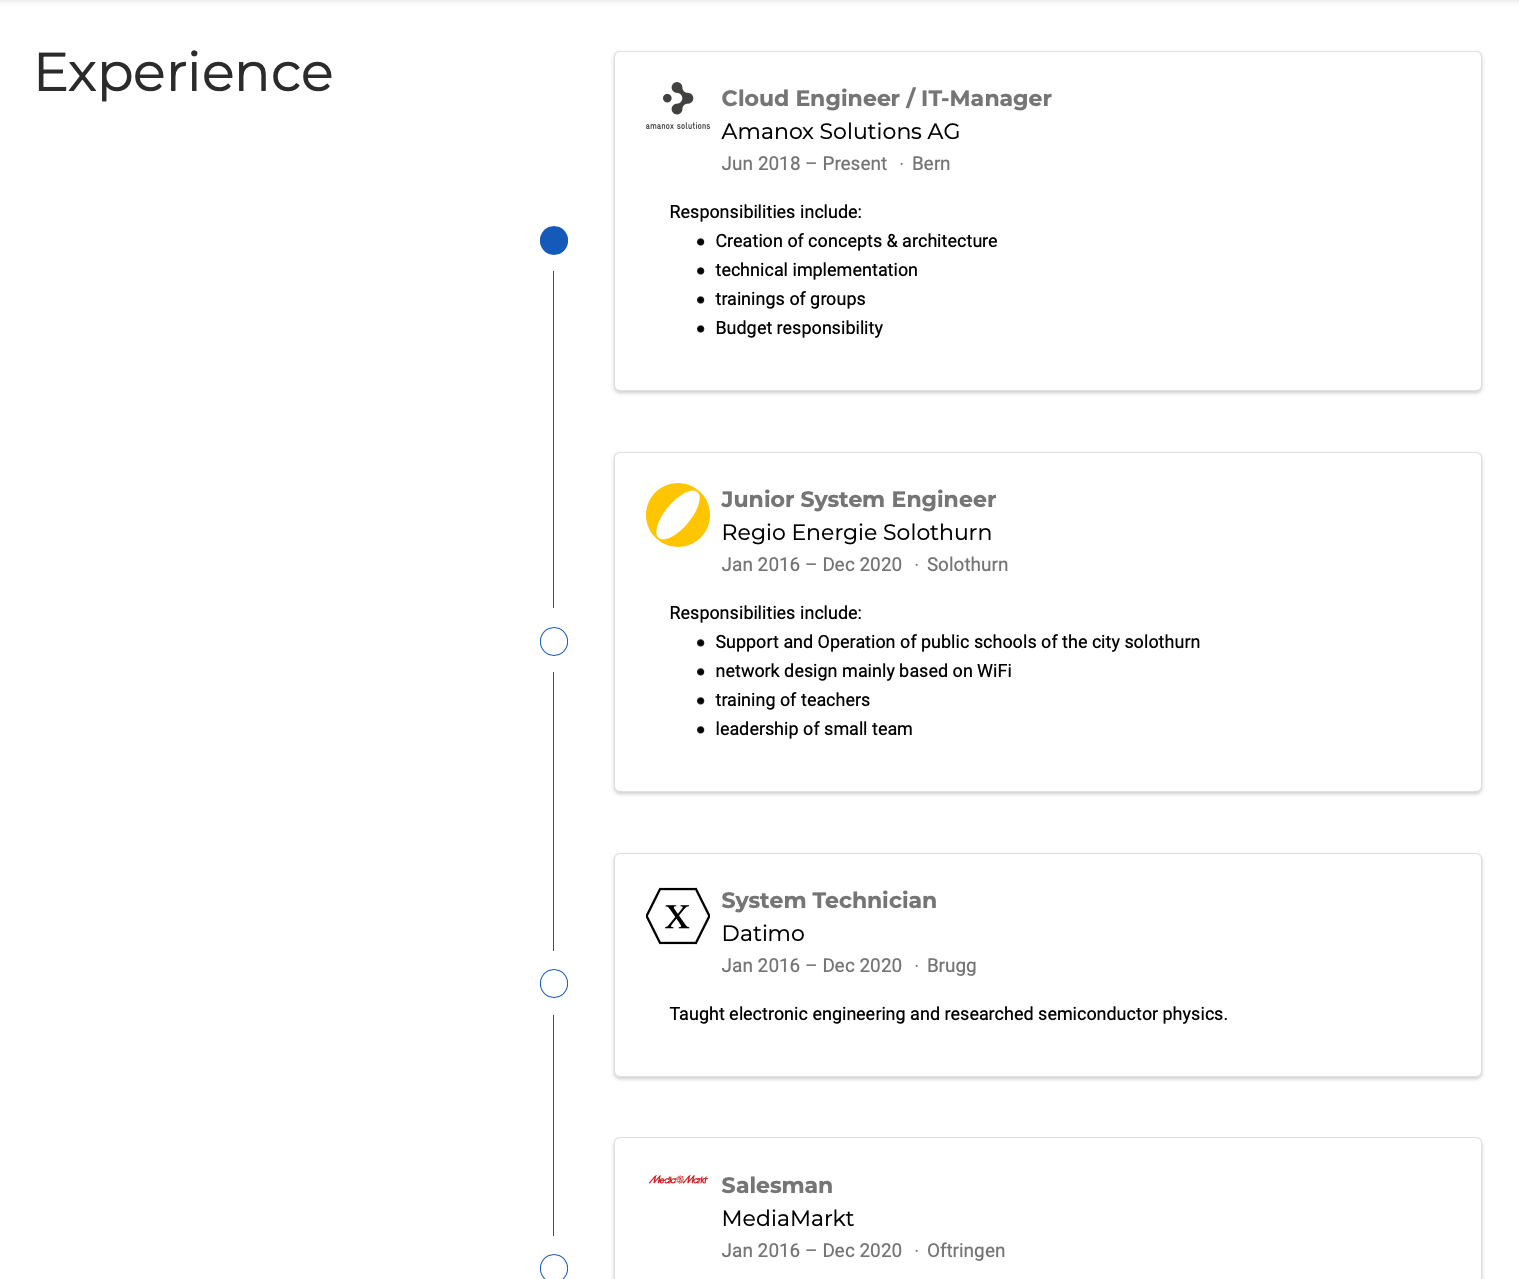 Experience
amanox solutions
Cloud Engineer / IT-Manager
Amanox Solutions AG
Jun 2018 – Present · Bern
Responsibilities include:
• Creation of concepts & architecture
• technical implementation
• trainings of groups
• Budget responsibility
Junior System Engineer
Regio Energie Solothurn
Jan 2016 – Dec 2020 · Solothurn
Responsibilities include:
• Support and Operation of public schools of the city solothurn
• network design mainly based on WiFi
• training of teachers
• leadership of small team
X
System Technician
Datimo
Jan 2016 – Dec 2020 · Brugg
Taught electronic engineering and researched semiconductor physics.
MediaMarkt
Salesman
MediaMarkt
Jan 2016 – Dec 2020 · Oftringen